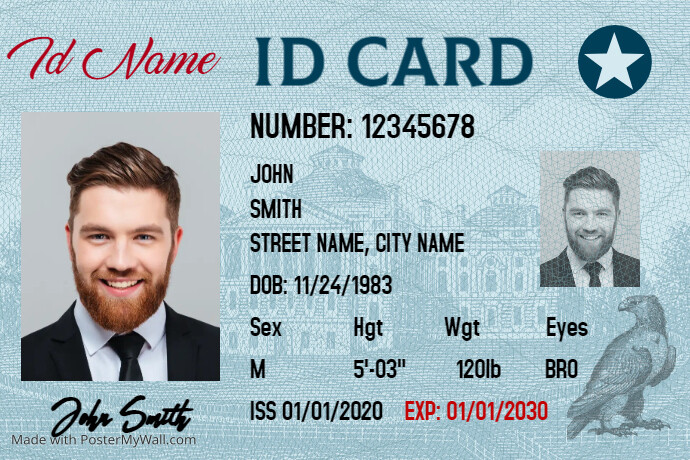 Id Name
ID CARD
NUMBER: 12345678
JOHN
SMITH
STREET NAME, CITY NAME
DOB: 11/24/1983
Sex Hgt Wgt Eyes
M 5'-03" 120lb BRO
ISS 01/01/2020 EXP: 01/01/2030
John Smith
Made with PosterMyWall.com